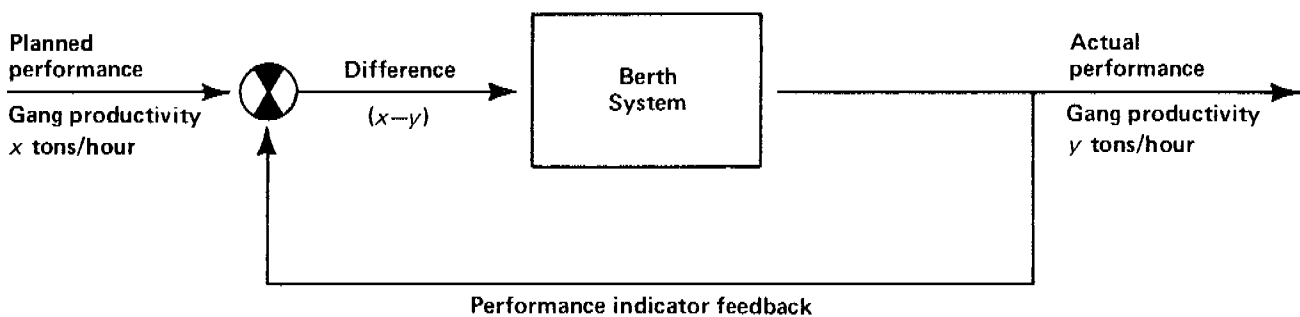 Planned
performance
Gang productivity
x tons/hour
Difference
(x—y)
Berth
System
Actual
performance
Gang productivity
y tons/hour
Performance indicator feedback